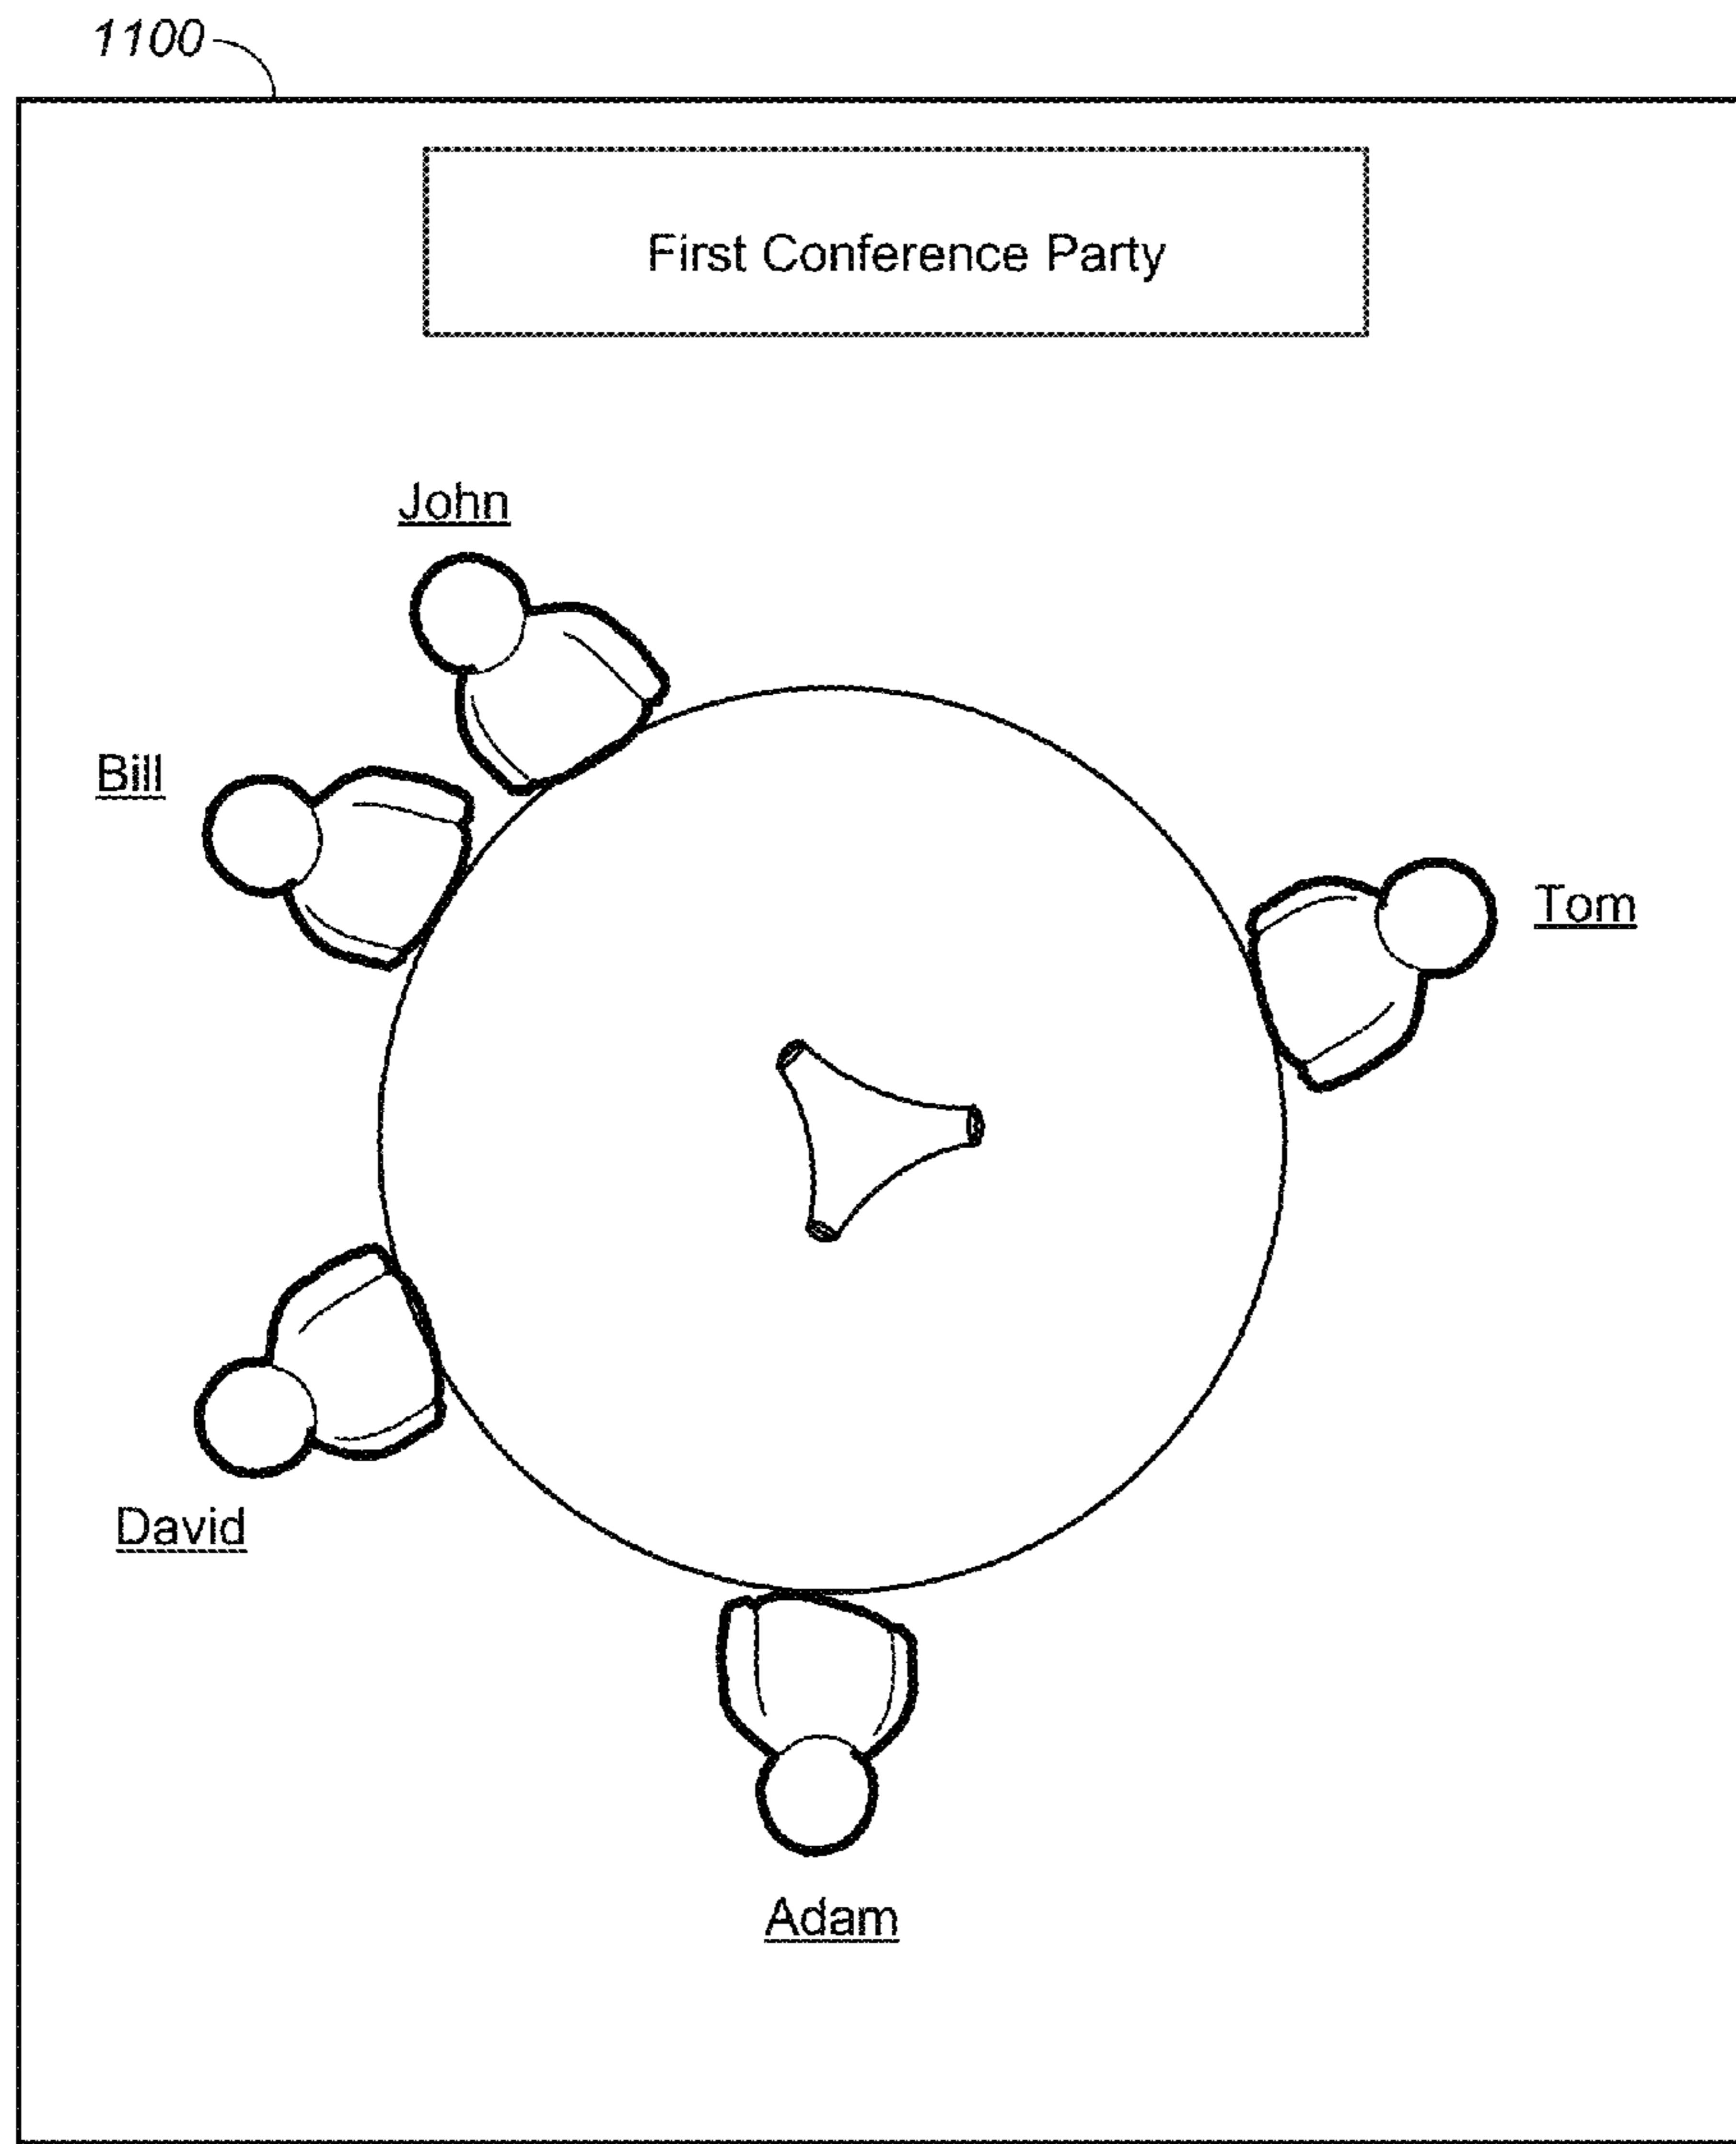 1100
First Conference Party
John
Bill
Tom
David
Adam